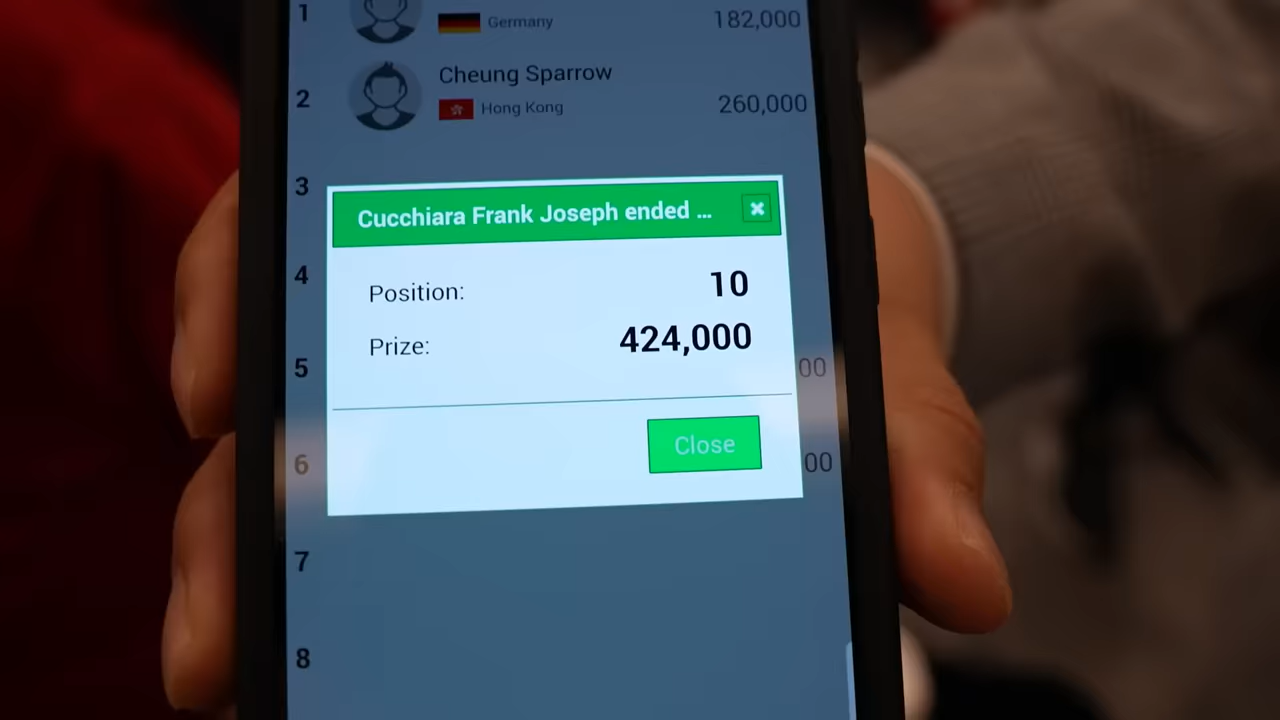 1
Germany
182,000
2
Cheung Sparrow
Hong Kong
260,000
3
Cucchiara Frank Joseph ended ...
4
Position:
10
Prize:
424,000
5
00
Close
6
00
7
8